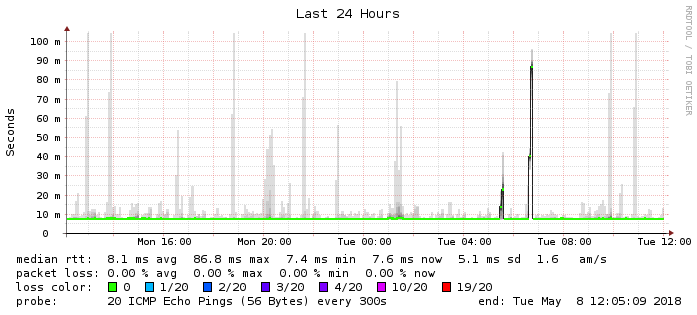 Last 24 Hours
RRDTOOL / TOBI OETIKER
Seconds
100 m
90 m
80 m
70 m
60 m
50 m
40 m
30 m
20 m
10 m
0
Mon 16:00 Mon 20:00 Tue 00:00 Tue 04:00 Tue 08:00 Tue 12:00
median rtt: 8.1 ms avg 86.8 ms max 7.4 ms min 7.6 ms now 5.1 ms sd 1.6 am/s
packet loss: 0.00 % avg 0.00 % max 0.00 % min 0.00 % now
loss color: 0 1/20 2/20 3/20 4/20 10/20 19/20
probe: 20 ICMP Echo Pings (56 Bytes) every 300s end: Tue May 8 12:05:09 2018